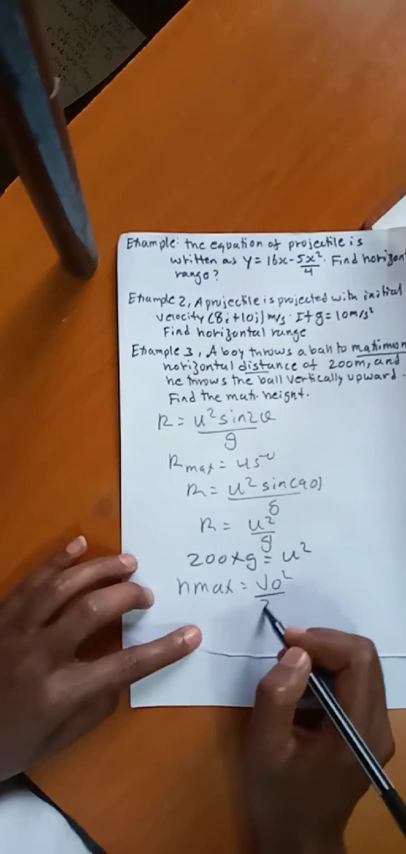 Example: the equation of projectile is
written as y = 16x - 5x²/4. Find horizon
range?
Example 2, A projectile is projected with initial
velocity (8i + 10j) m/s. If g = 10m/s²
Find horizontal range
Example 3, A boy throws a ball to maximum
horizontal distance of 200m, and
he throws the ball vertically upward.
Find the max. height.
R = u² sin2θ / g
Rmax = 45°
R = u² sin(90) / g
R = u² / g
200 x g = u²
hmax = Vo² / 2